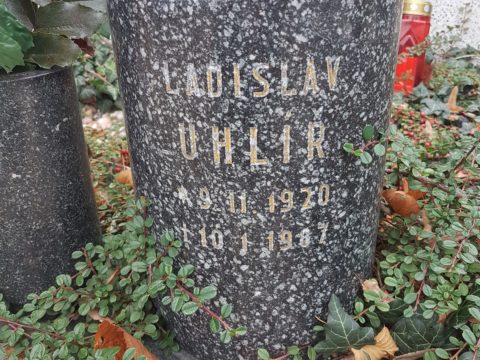 LADISLAV
UHLIR
* 9.11.1920
† 10.1.1987